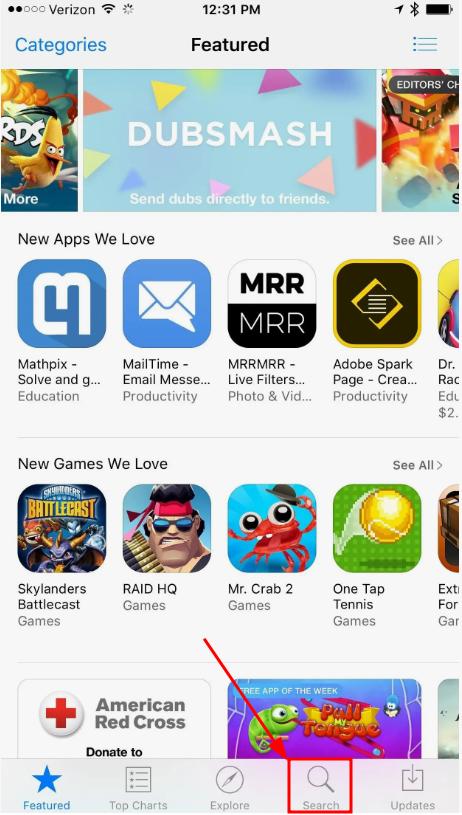 Verizon 12:31 PM
Categories Featured
EDITORS' CH
RDS
DUBSMASH
More
Send dubs directly to friends.
New Apps We Love See All >
MRR
MRR
Mathpix - Solve and g...
Education
MailTime - Email Messe...
Productivity
MRRMRR - Live Filters...
Photo & Vid...
Adobe Spark Page - Crea...
Productivity
Dr.
Rac
Edu
$2.
New Games We Love See All >
SKYLANDERS
BATTLECAST
Skylanders Battlecast
Games
RAID HQ
Games
Mr. Crab 2
Games
One Tap Tennis
Games
Ext
For
Gar
American
Red Cross
Donate to
FREE APP OF THE WEEK
Pull
My
Tongue
Featured Top Charts Explore Search Updates